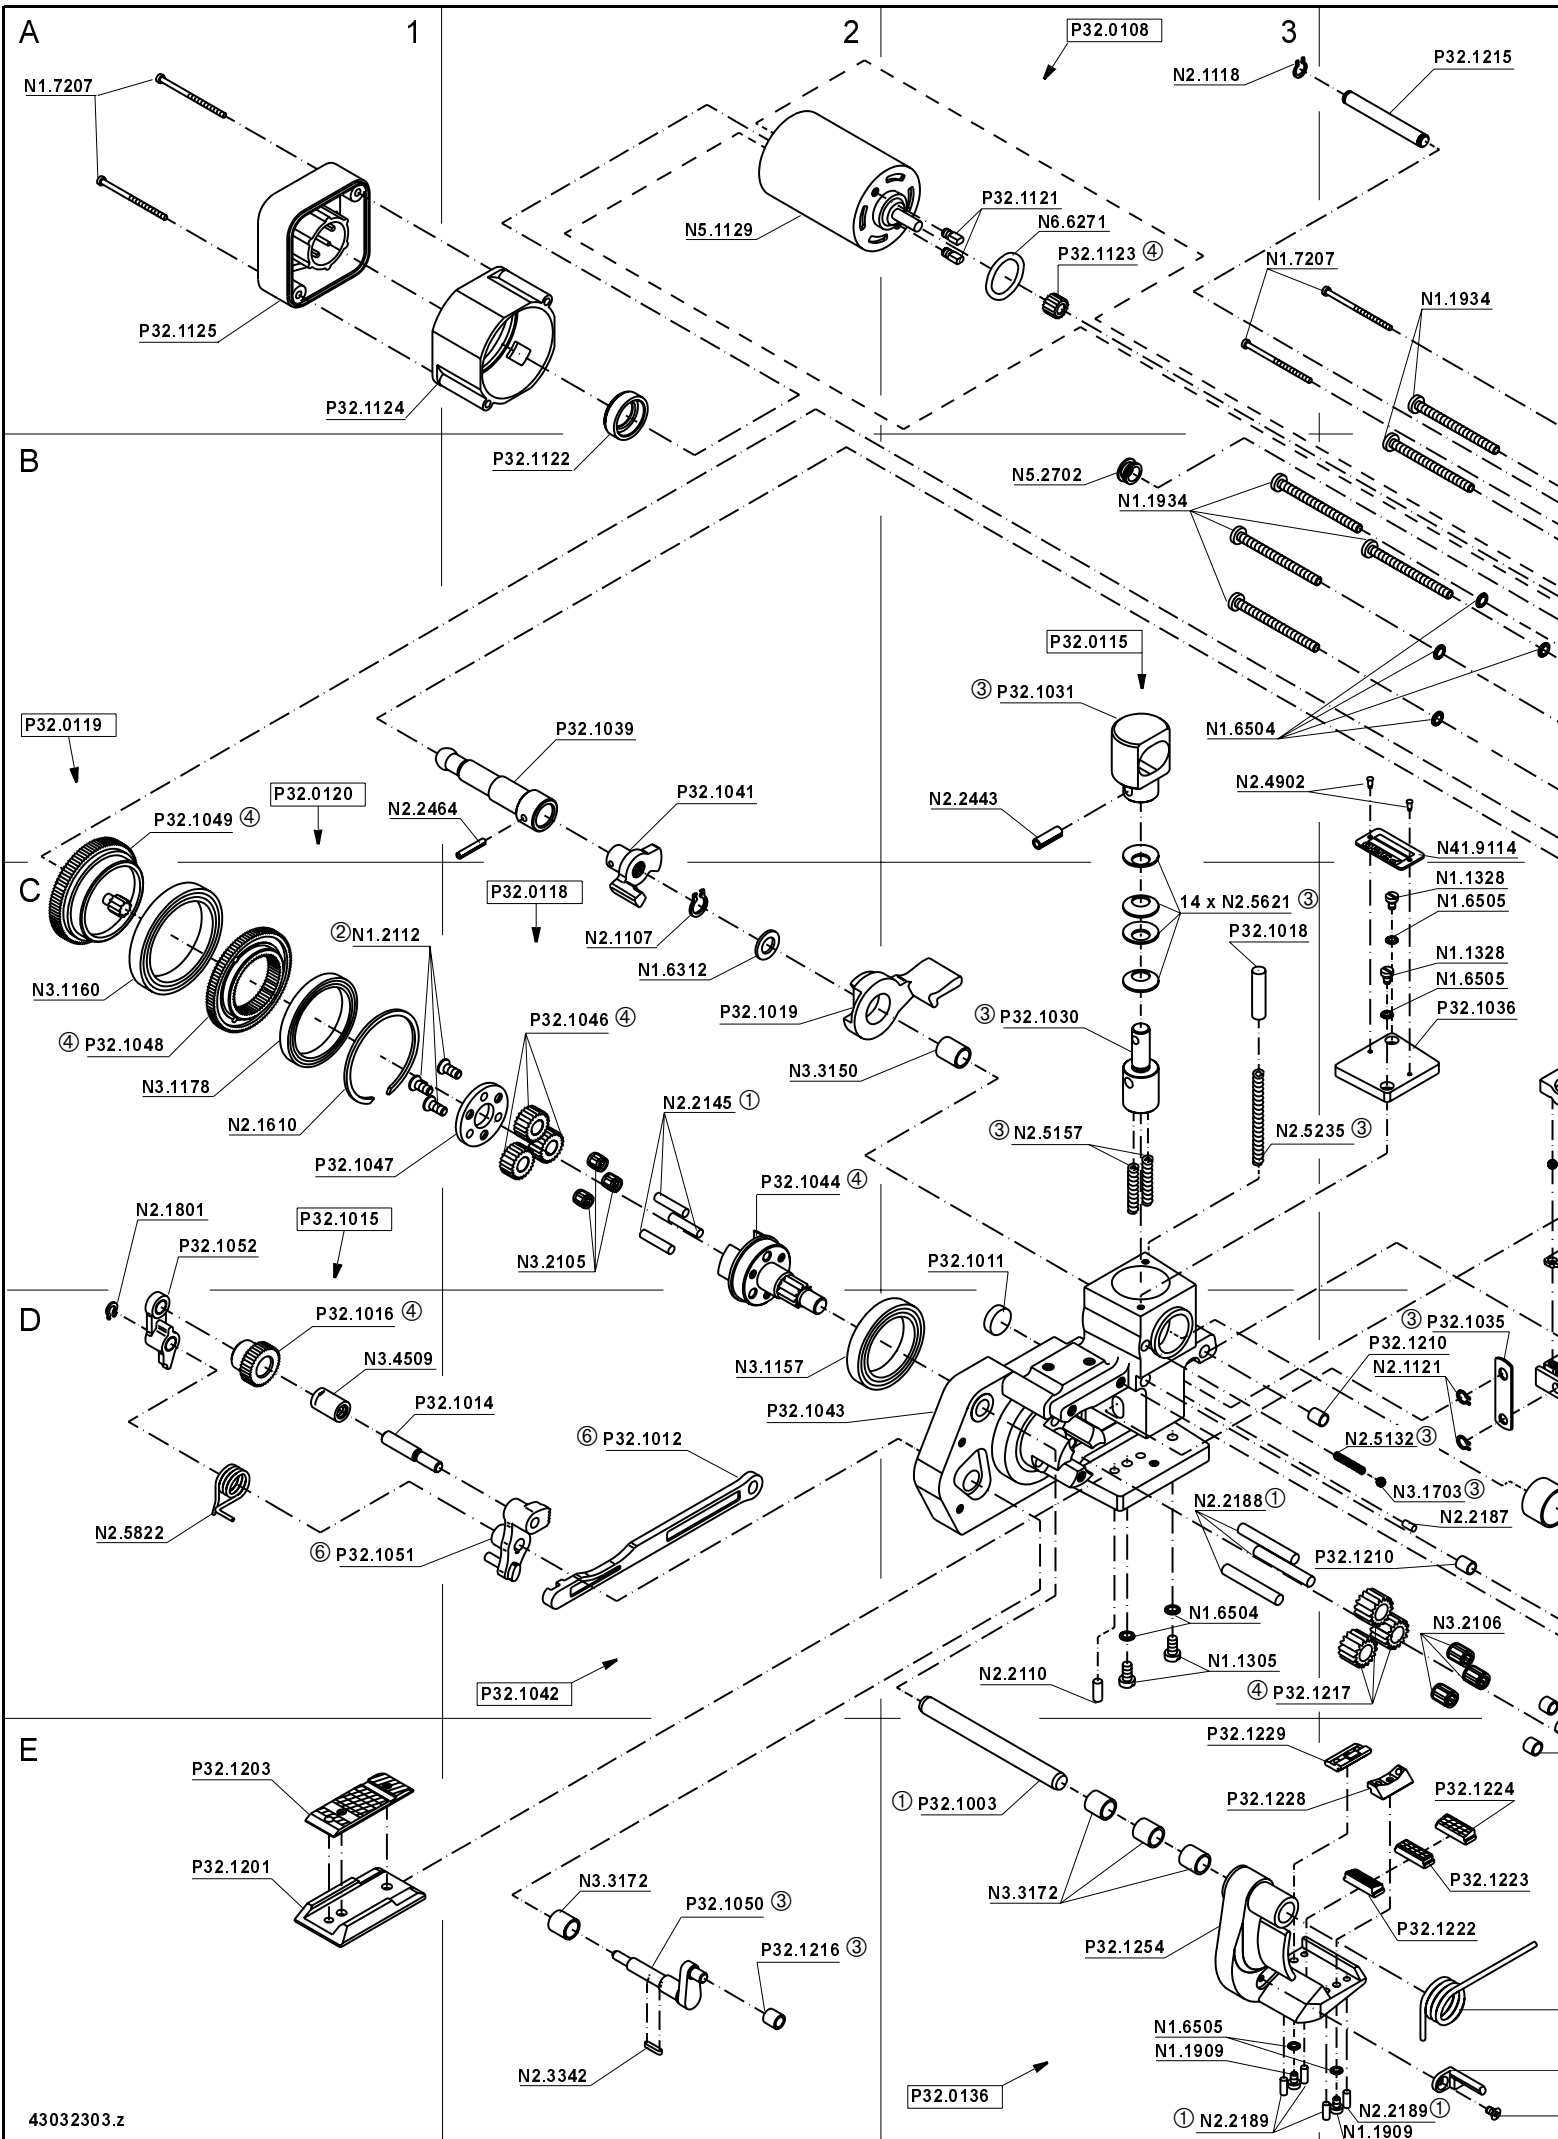 A
1
2
3
P32.0108
N2.1118
P32.1215
N1.7207
N5.1129
P32.1121
N6.6271
P32.1123 ④
N1.7207
N1.1934
P32.1125
P32.1124
P32.1122
B
N5.2702
N1.1934
P32.0115
③ P32.1031
N1.6504
P32.0119
P32.1039
P32.0120
P32.1041
N2.2464
P32.1049 ④
N2.2443
N2.4902
N41.9114
C
P32.0118
N1.1328
14 x N2.5621 ③
N1.6505
P32.1018
②N1.2112
N2.1107
N1.6312
N1.1328
N1.6505
N3.1160
P32.1046 ④
P32.1019
③ P32.1030
P32.1036
④ P32.1048
N3.1178
N3.3150
N2.2145 ①
N2.1610
③ N2.5157
N2.5235 ③
P32.1047
P32.1044 ④
N2.1801
P32.1015
P32.1052
N3.2105
P32.1011
D
P32.1016 ④
③ P32.1035
P32.1210
N3.4509
N3.1157
N2.1121
P32.1014
P32.1043
⑥ P32.1012
N2.5132 ③
N3.1703 ③
N2.2188 ①
N2.2187
N2.5822
⑥ P32.1051
P32.1210
N1.6504
N3.2106
N1.1305
N2.2110
P32.1042
④ P32.1217
E
P32.1229
P32.1203
P32.1228
P32.1224
① P32.1003
P32.1201
N3.3172
P32.1050 ③
N3.3172
P32.1223
P32.1222
P32.1216 ③
P32.1254
N1.6505
N1.1909
N2.3342
P32.0136
① N2.2189
N2.2189 ①
N1.1909
43032303.z